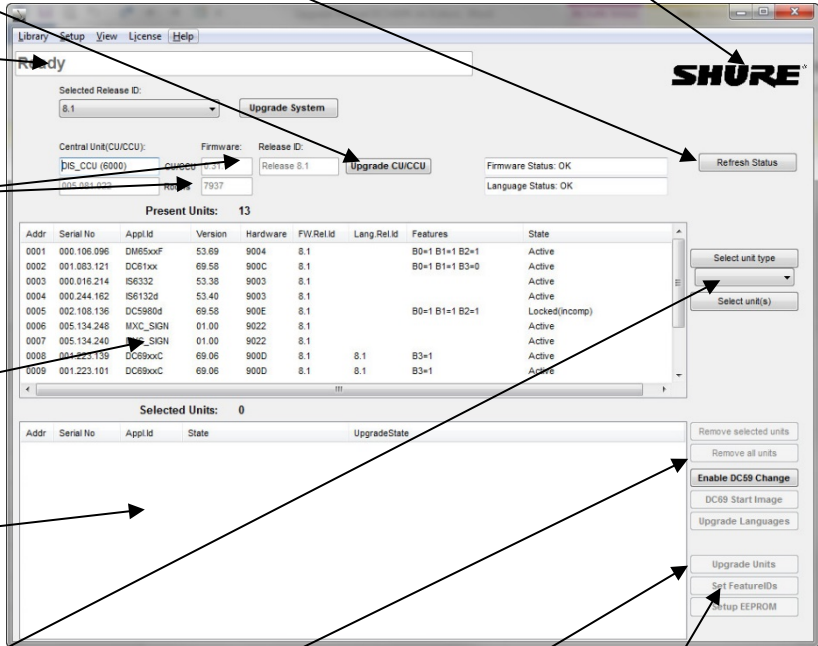 Library Setup View License Help
Ready
SHURE
Selected Release ID:
8.1 Upgrade System
Central Unit(CU/CCU): Firmware: Release ID:
DIS_CCU (6000) CU/CCU Release 8.1 Upgrade CU/CCU Firmware Status: OK Refresh Status
7937 Language Status: OK
Present Units: 13
Addr Serial No Appl.Id Version Hardware FW.Rel.Id Lang.Rel.Id Features State
0001 000.106.096 DM65xxF 53.69 9004 8.1 B0=1 B1=1 B2=1 Active
0002 001.083.121 DC61xx 69.58 900C 8.1 B0=1 B1=1 B3=0 Active
0003 000.016.214 IS6332 53.38 9003 8.1 Active
0004 000.244.162 IS6132d 53.40 9003 8.1 Active
0005 002.108.136 DC5980d 69.58 900E 8.1 B0=1 B1=1 B2=1 Locked(incomp)
0006 005.134.248 MXC_SIGN 01.00 9022 8.1 Active
0007 005.134.240 01.00 9022 8.1 Active
0008 001.223.139 DC69xxC 69.06 900D 8.1 8.1 B3=1 Active
0009 001.223.101 DC69xxC 69.06 900D 8.1 8.1 B3=1 Active
Select unit type
Select unit(s)
Selected Units: 0
Addr Serial No Appl.Id State UpgradeState
Remove selected units
Remove all units
Enable DC59 Change
DC69 Start Image
Upgrade Languages
Upgrade Units
Set FeatureIDs
Setup EEPROM